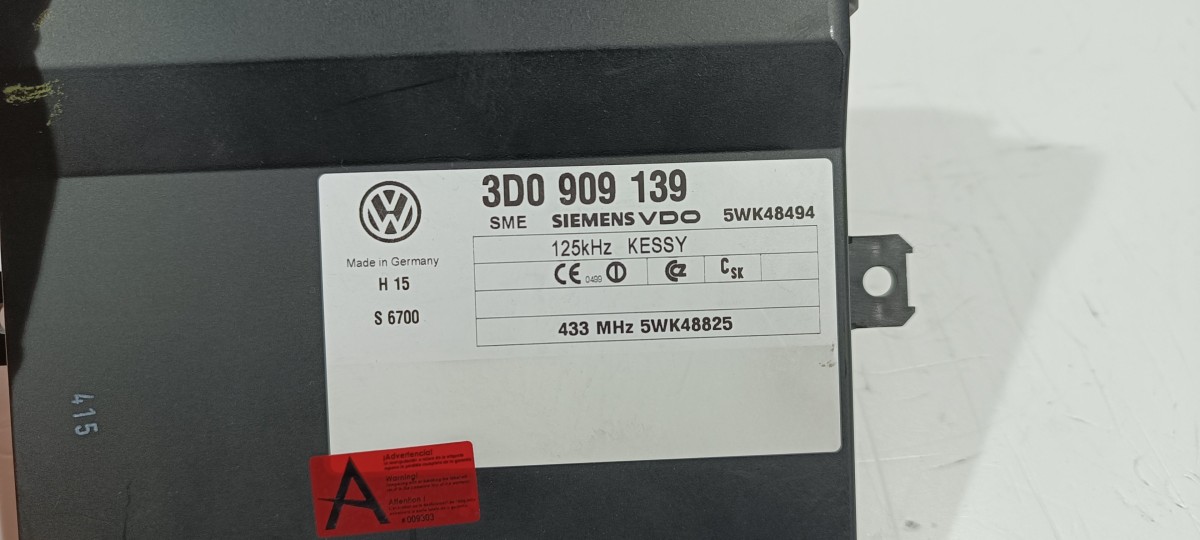 3D0 909 139
SME SIEMENS VDO 5WK48494
Made in Germany
H 15
S 6700
125kHz KESSY
CE 0499
CSK
433 MHz 5WK48825
415
A
¡Advertencia!
Warning!
Attention !